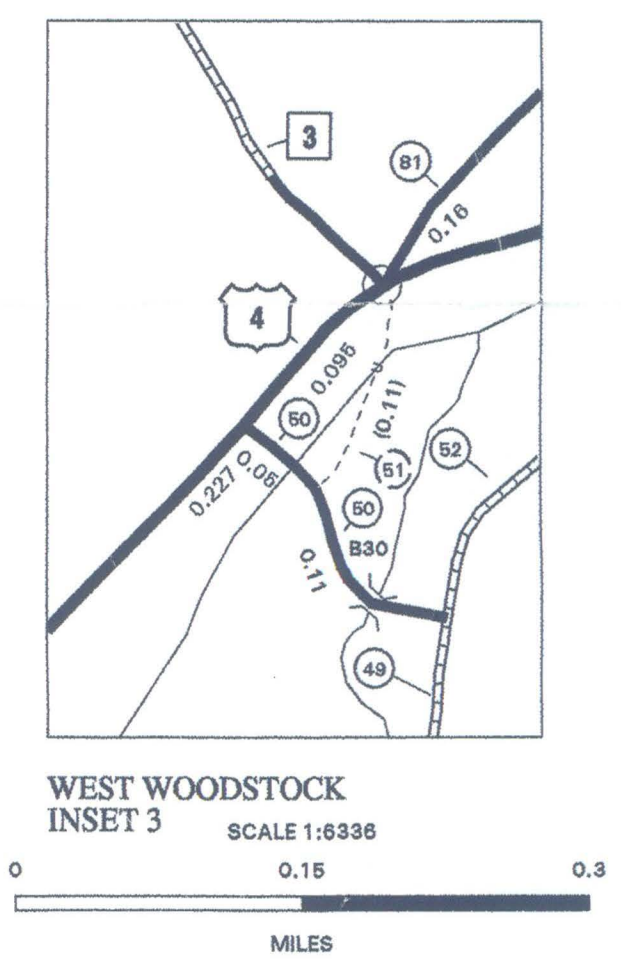 3
81
0.16
4
0.095
50
(0.11)
52
51
0.05
0.227
50
B30
0.11
49
WEST WOODSTOCK
INSET 3
SCALE 1:6336
0 0.15 0.3
MILES